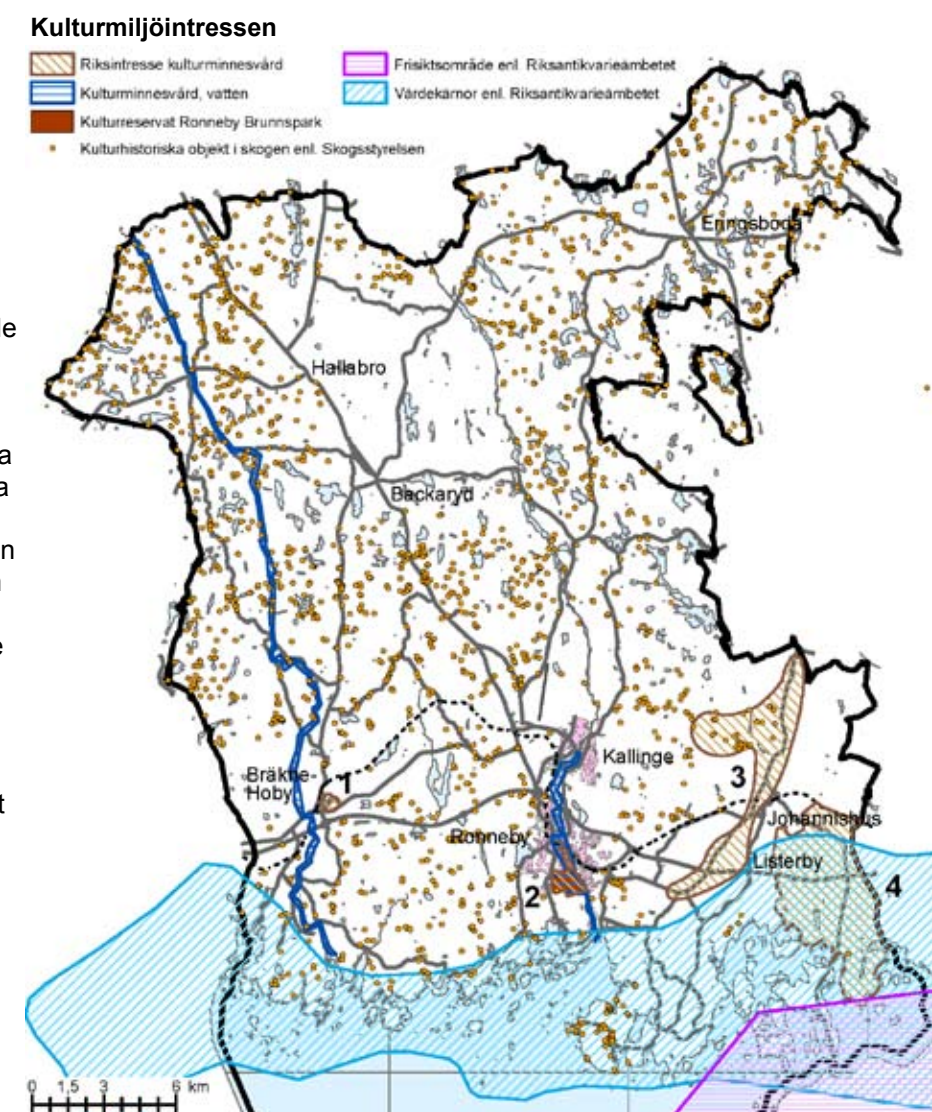 Kulturmiljöintressen
Riksintresse kulturminnesvård
Kulturminnesvård, vatten
Kulturreservat Ronneby Brunnspark
Kulturhistoriska objekt i skogen enl. Skogsstyrelsen
Frisiktsområde enl. Riksantikvarieämbetet
Värdekärnor enl. Riksantikvarieämbetet
Eringsboda
Hallabro
Backaryd
Kallinge
Bräkne-
Hoby
1
3
Johannishus
Ronneby
Listerby
2
4
0 1,5 3 6 km